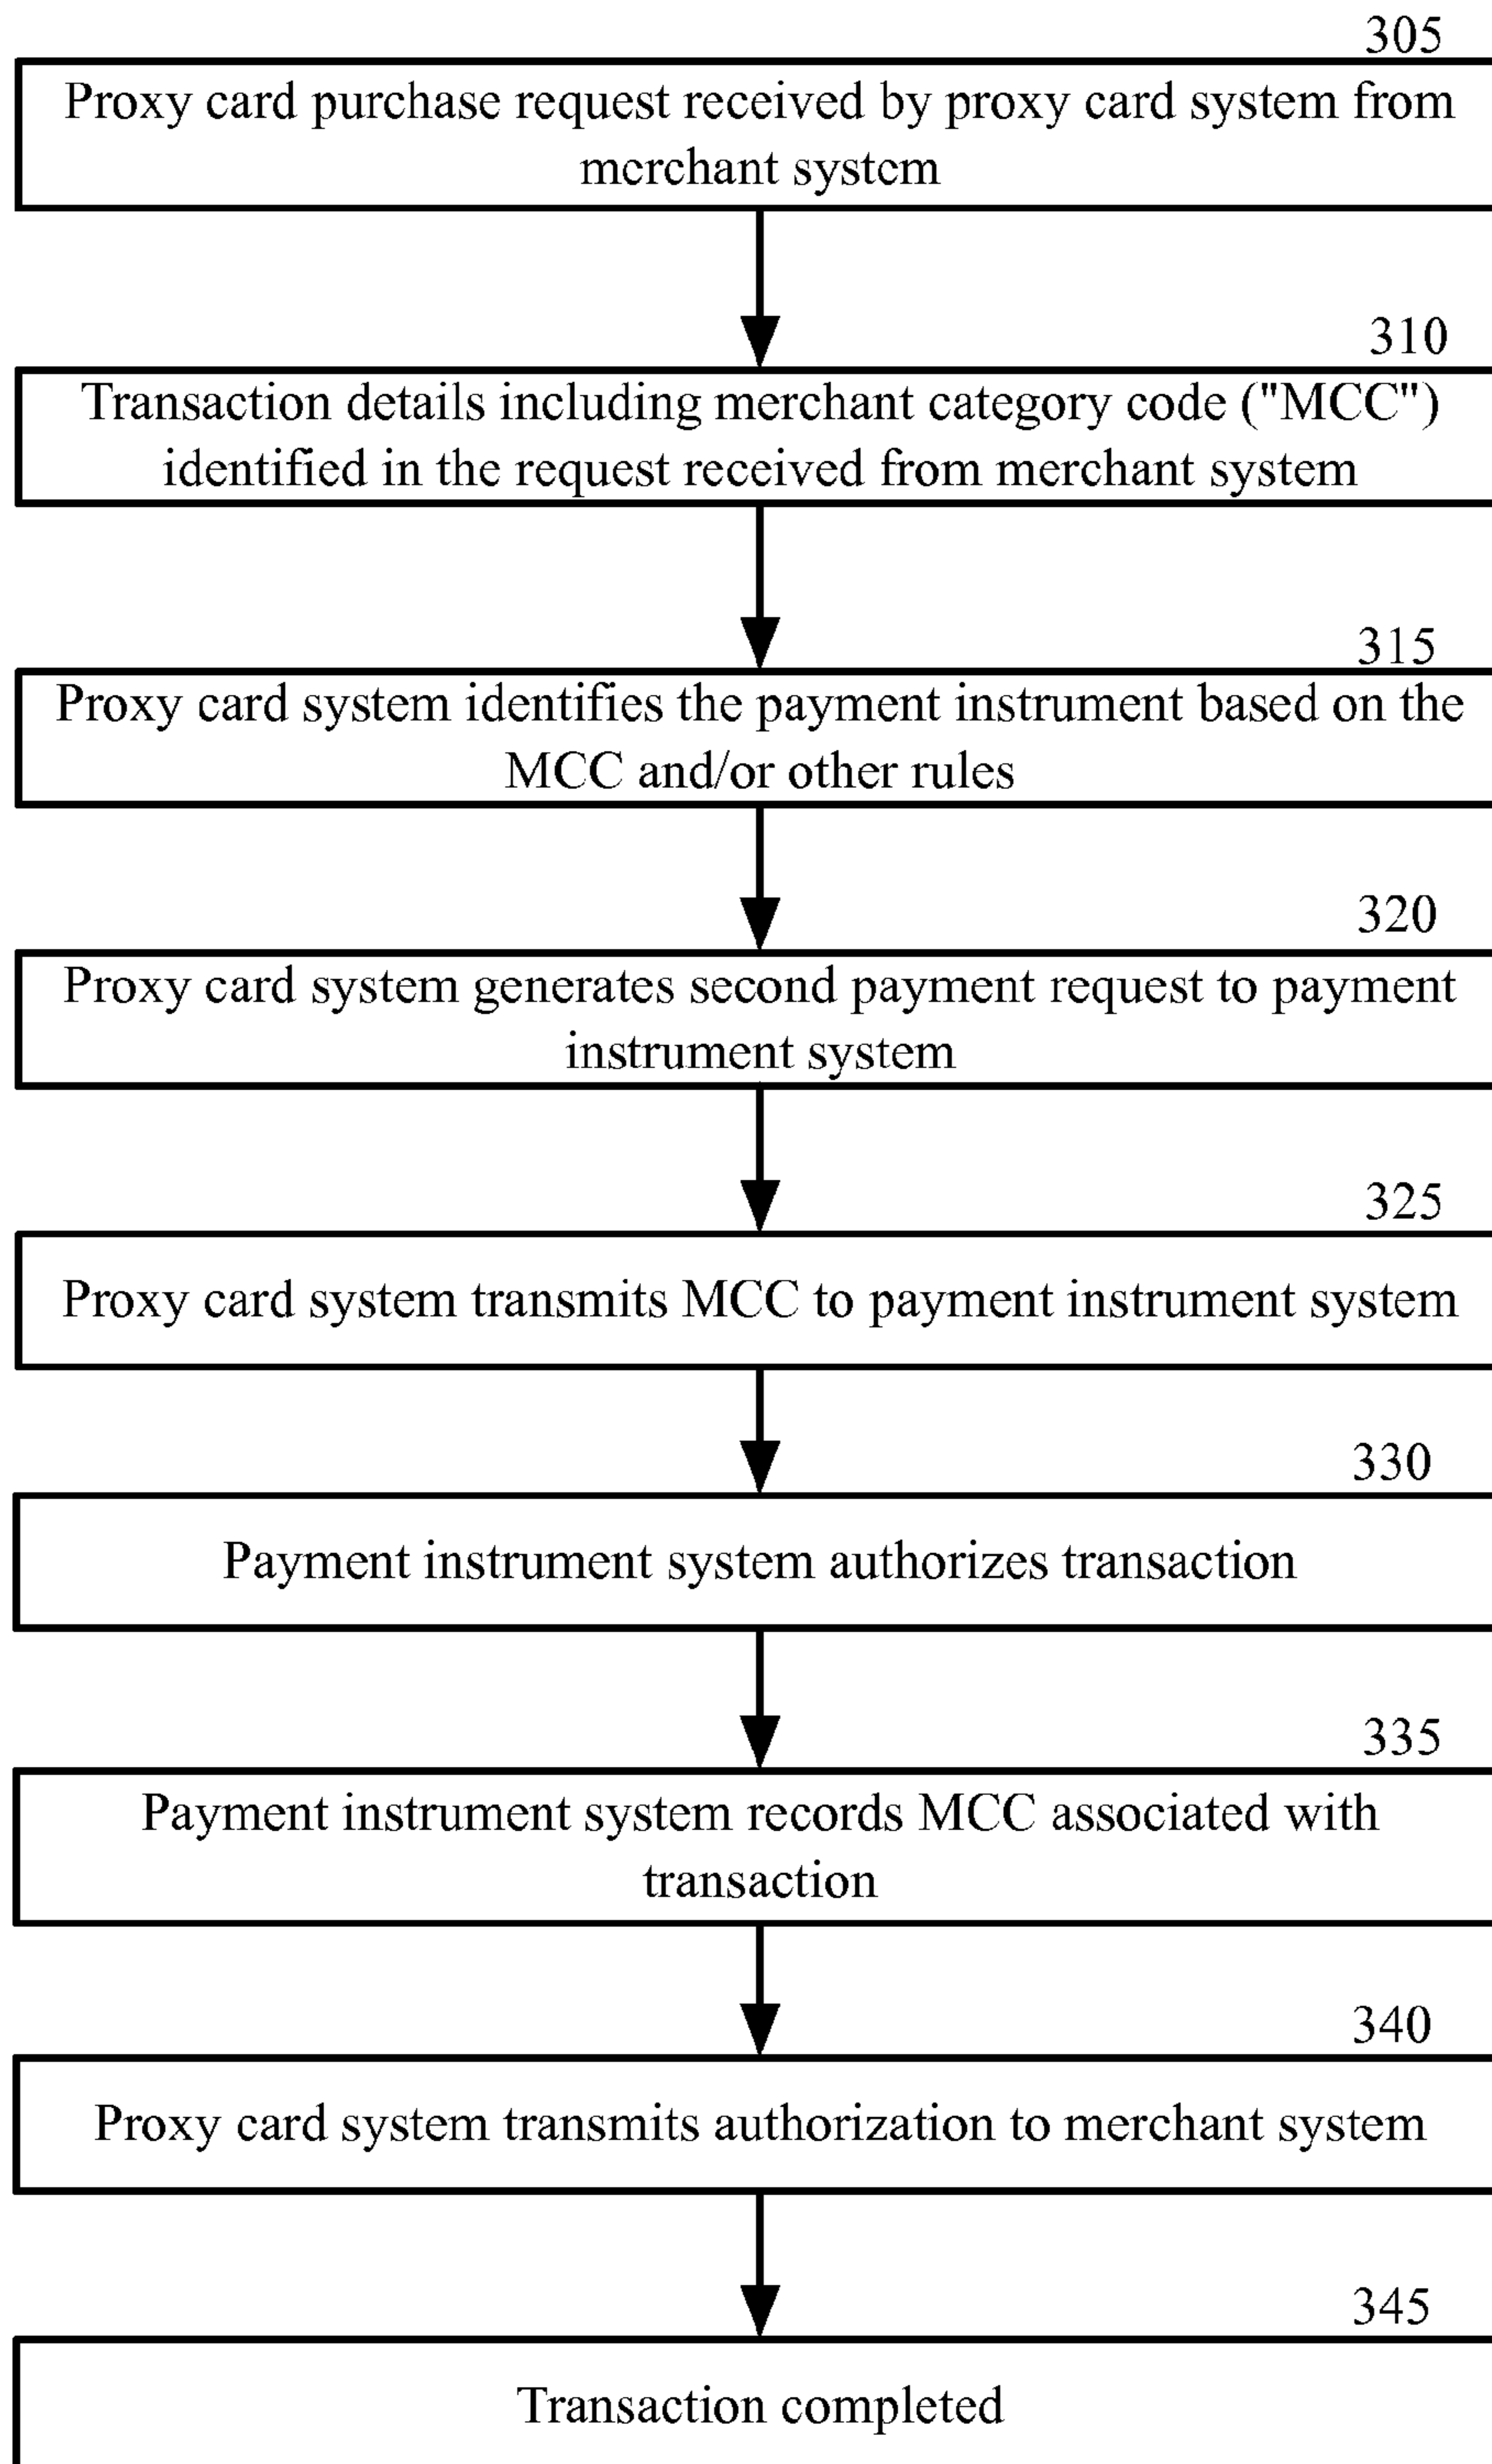 305
Proxy card purchase request received by proxy card system from
merchant system
310
Transaction details including merchant category code ("MCC")
identified in the request received from merchant system
315
Proxy card system identifies the payment instrument based on the
MCC and/or other rules
320
Proxy card system generates second payment request to payment
instrument system
325
Proxy card system transmits MCC to payment instrument system
330
Payment instrument system authorizes transaction
335
Payment instrument system records MCC associated with
transaction
340
Proxy card system transmits authorization to merchant system
345
Transaction completed